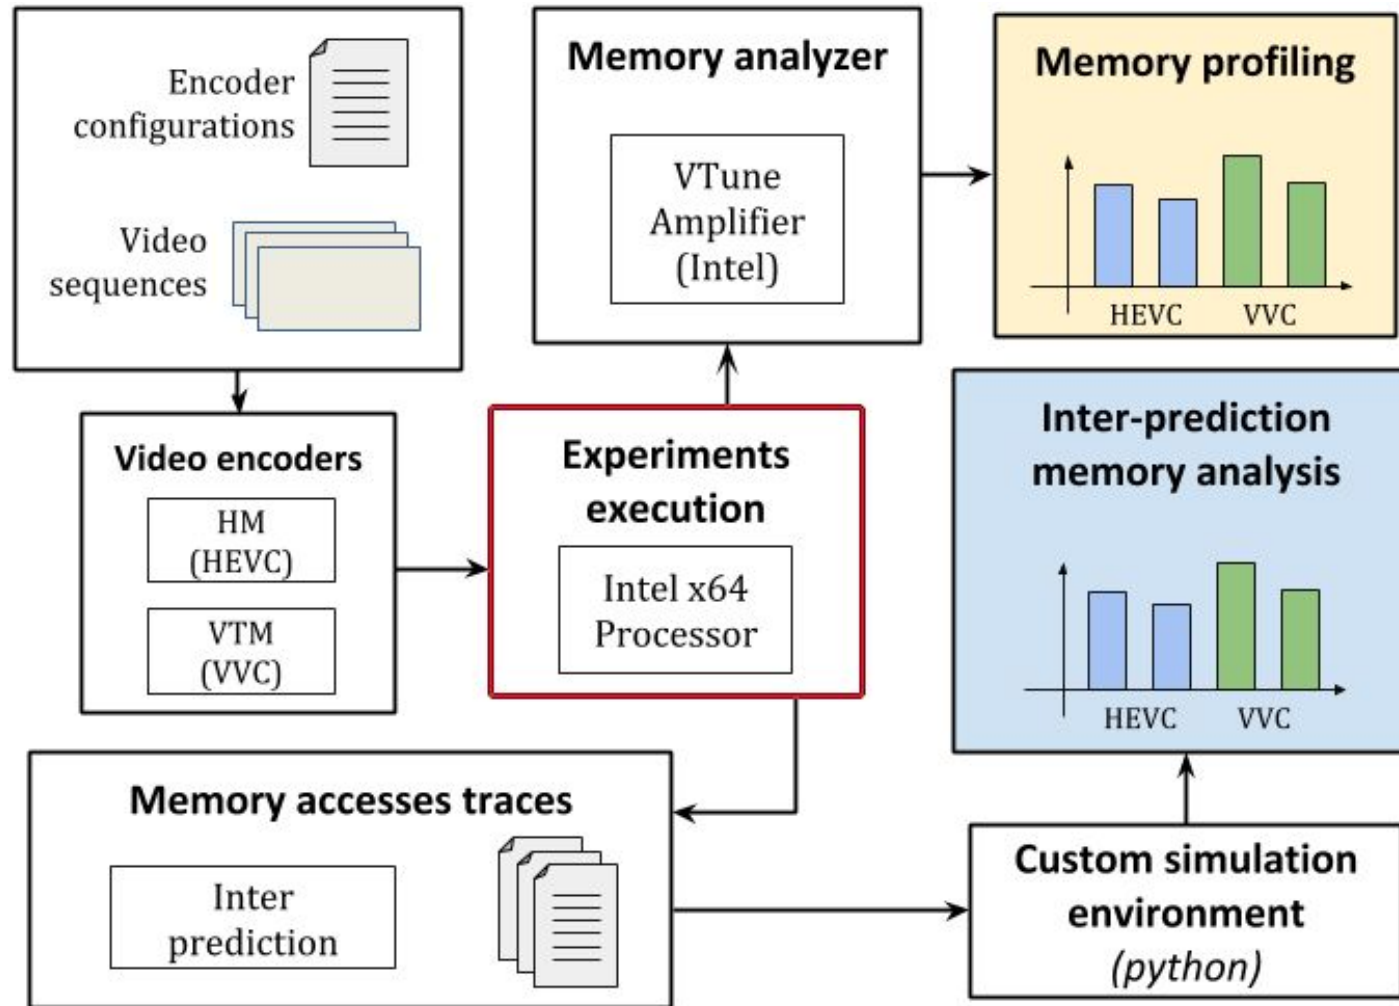 Encoder
configurations
Video
sequences
Memory analyzer
VTune
Amplifier
(Intel)
Memory profiling
HEVC VVC
Video encoders
HM
(HEVC)
VTM
(VVC)
Experiments
execution
Intel x64
Processor
Inter-prediction
memory analysis
HEVC VVC
Memory accesses traces
Inter
prediction
Custom simulation
environment
(python)